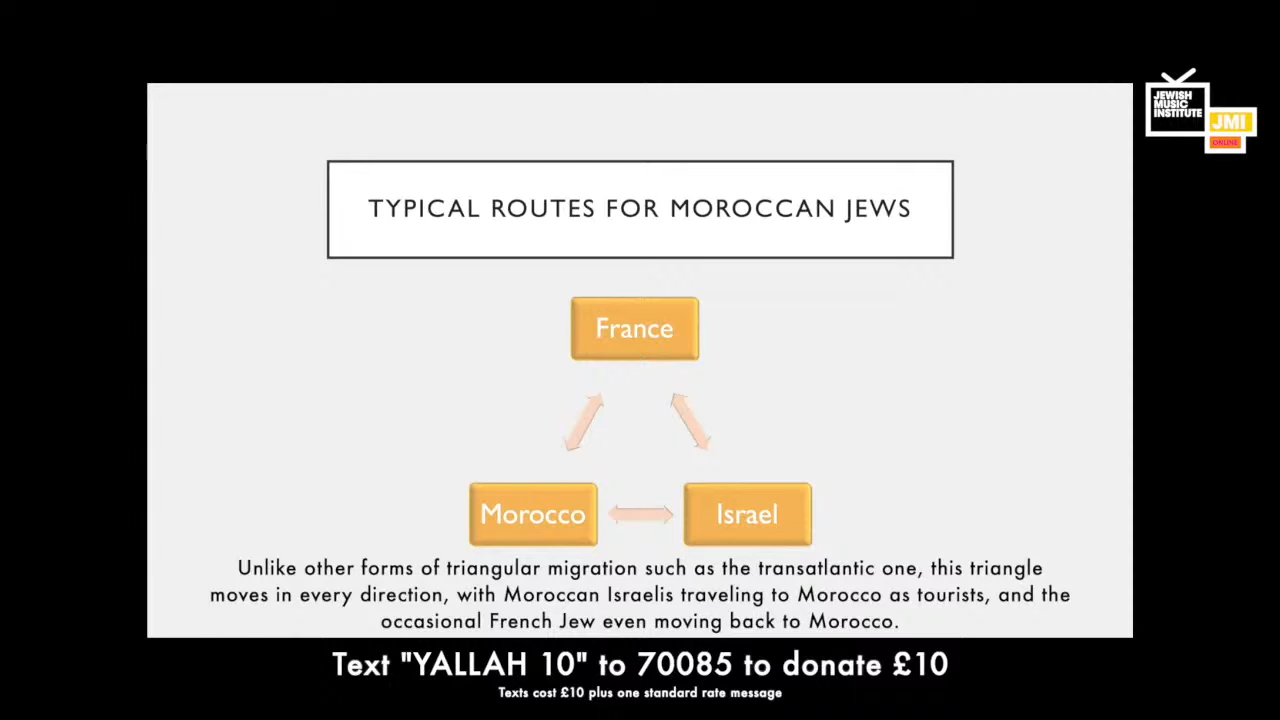 JEWISH
MUSIC
INSTITUTE
JMI
ONLINE
TYPICAL ROUTES FOR MOROCCAN JEWS
France
Morocco
Israel
Unlike other forms of triangular migration such as the transatlantic one, this triangle
moves in every direction, with Moroccan Israelis traveling to Morocco as tourists, and the
occasional French Jew even moving back to Morocco.
Text "YALLAH 10" to 70085 to donate £10
Texts cost £10 plus one standard rate message